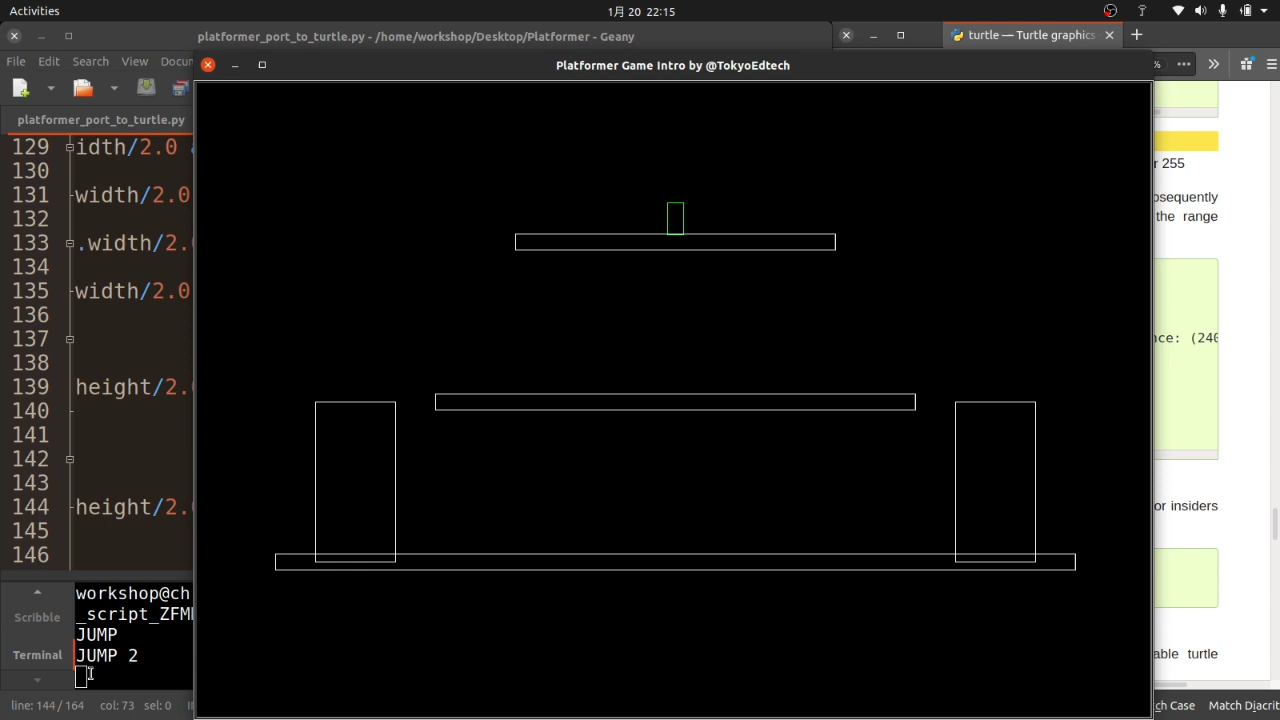 Activities
1月 20 22:15
platformer_port_to_turtle.py - /home/workshop/Desktop/Platformer - Geany
turtle — Turtle graphics
File Edit Search View
Platformer Game Intro by @TokyoEdtech
%
platformer_port_to_turtle.py
129 idth/2.0
130
131 width/2.0
132
133 .width/2.
134
135 width/2.0
136
137
138
139 height/2.
140
141
142
143
144 height/2.
145
146
255
the range
nce: (240
or insiders
able turtle
Scribble
Terminal
workshop@ch
_script_ZFM
JUMP
JUMP 2
line: 144 / 164 col: 73 sel: 0
ch Case Match Diacrit